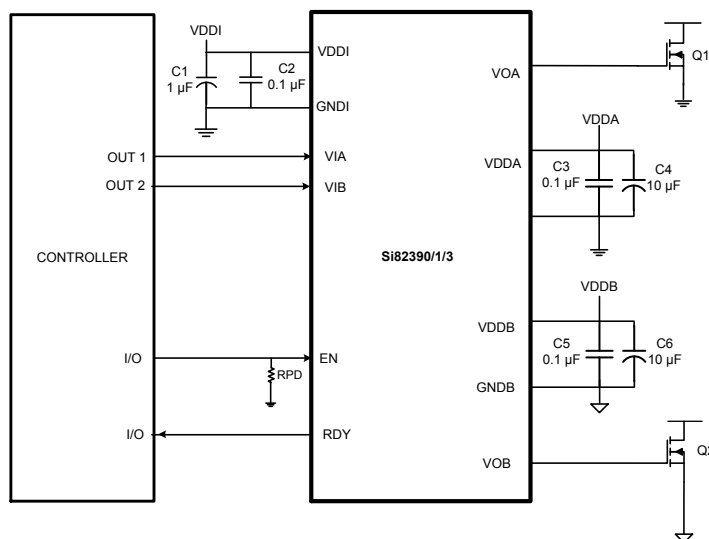 VDDI
VDDI
C1
1 µF
C2
0.1 µF
GNDI
OUT 1
VIA
OUT 2
VIB
CONTROLLER
Si82390/1/3
I/O
EN
RPD
I/O
RDY
VOA
Q1
VDDA
VDDA
C3
0.1 µF
C4
10 µF
VDDB
VDDB
C5
0.1 µF
C6
10 µF
GNDB
VOB
Q2